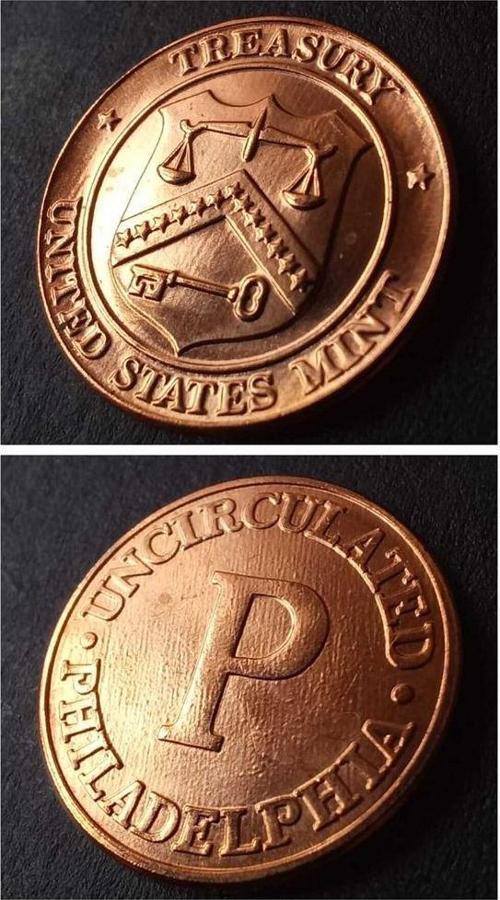 TREASURY
UNITED STATES MINT
UNCIRCULATED
P
PHILADELPHIA